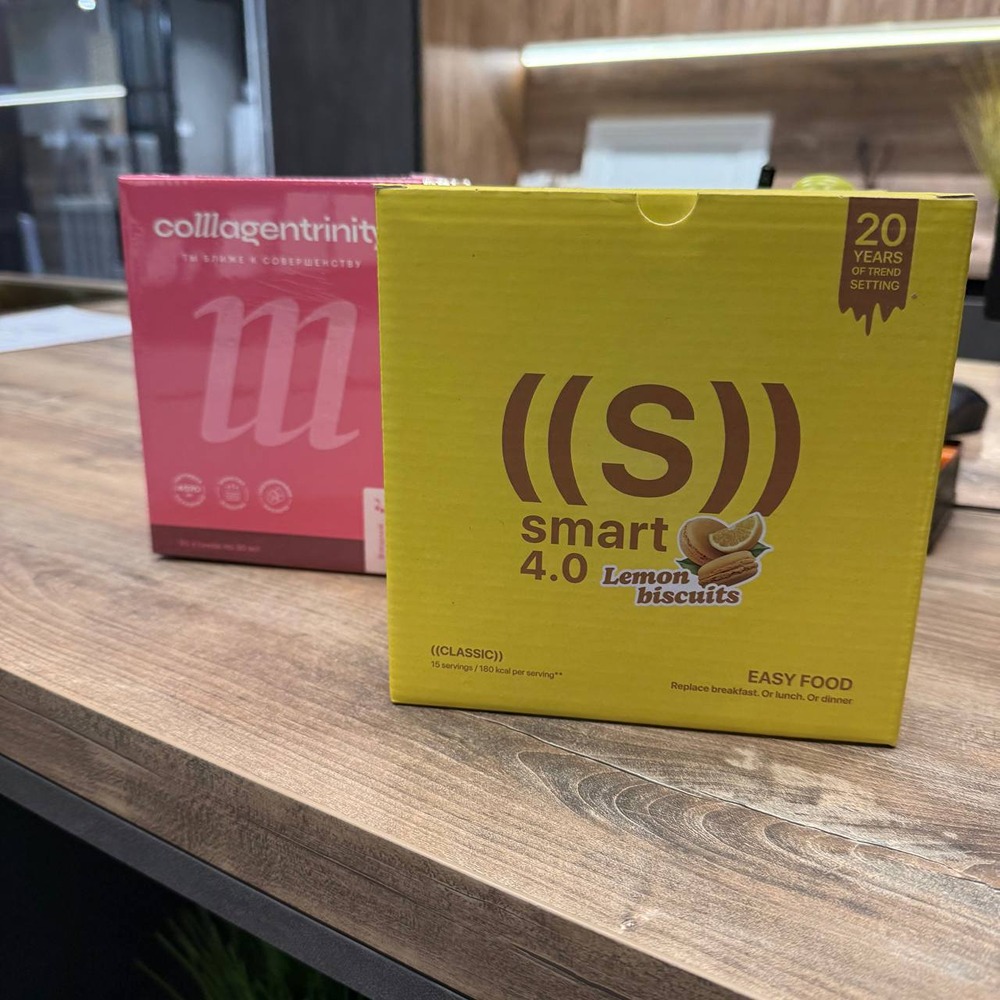 colllagentrinity
ТЫ БЛИЖЕ К СОВЕРШЕНСТВУ
20
YEARS
OF TREND
SETTING
((S))
smart
4.0
Lemon
biscuits
((CLASSIC))
15 servings / 180 kcal per serving**
EASY FOOD
Replace breakfast. Or lunch. Or dinner